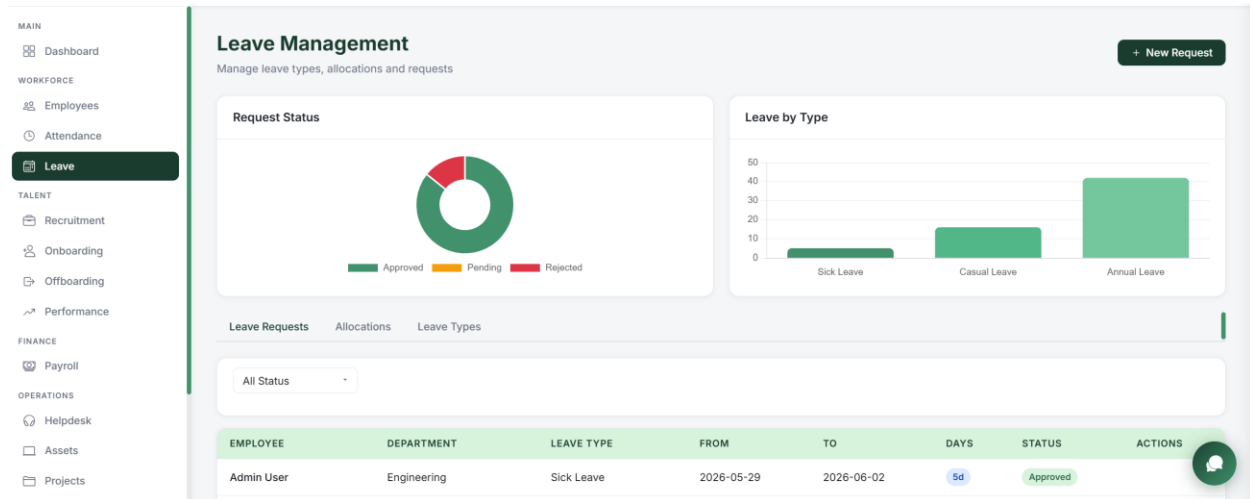 MAIN
Dashboard
WORKFORCE
Employees
Attendance
Leave
TALENT
Recruitment
Onboarding
Offboarding
Performance
FINANCE
Payroll
OPERATIONS
Helpdesk
Assets
Projects
Leave Management
Manage leave types, allocations and requests
+ New Request
Request Status
Approved Pending Rejected
Leave by Type
50
40
30
20
10
0
Sick Leave Casual Leave Annual Leave
Leave Requests Allocations Leave Types
All Status
EMPLOYEE DEPARTMENT LEAVE TYPE FROM TO DAYS STATUS ACTIONS
Admin User Engineering Sick Leave 2026-05-29 2026-06-02 5d Approved